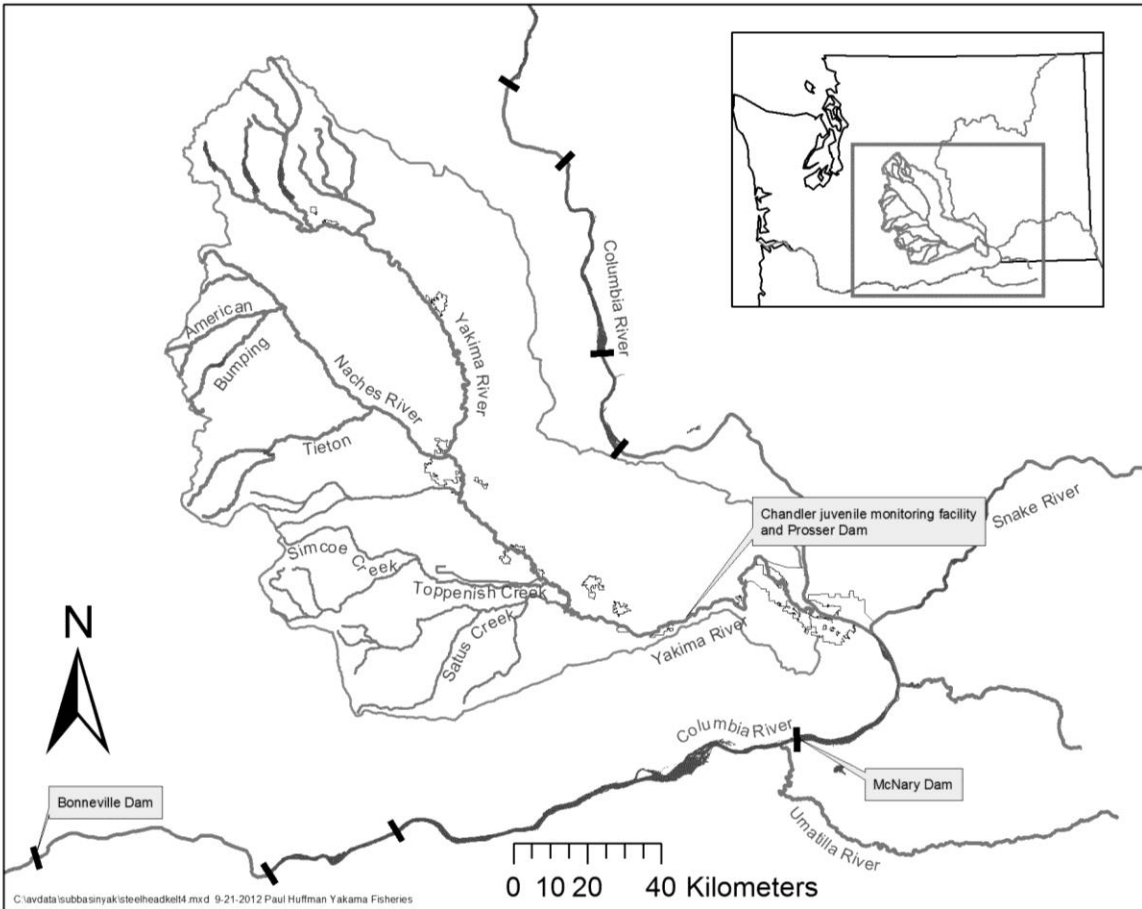 American
Bumping
Naches River
Yakima River
Columbia River
Tieton
Simcoe
Creek
Toppenish Creek
Satus Creek
Chandler juvenile monitoring facility
and Prosser Dam
Snake River
Yakima River
N
Columbia River
McNary Dam
Bonneville Dam
Umatilla River
0 10 20 40 Kilometers
C:\avdata\subbasinyak\steelheadkelt4.mxd 9-21-2012 Paul Huffman Yakama Fisheries